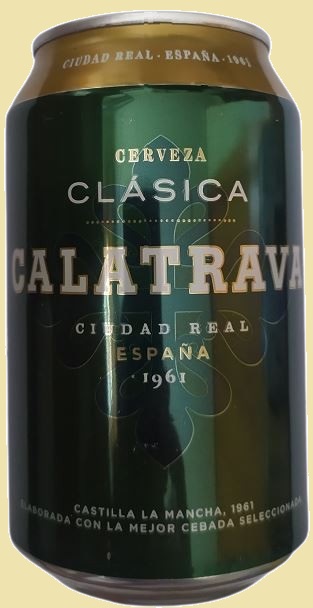 CIUDAD REAL · ESPAÑA · 1961
CERVEZA
CLÁSICA
CALATRAVA
CIUDAD REAL
ESPAÑA
· 1961
CASTILLA LA MANCHA, 1961
ELABORADA CON LA MEJOR CEBADA SELECCIONADA